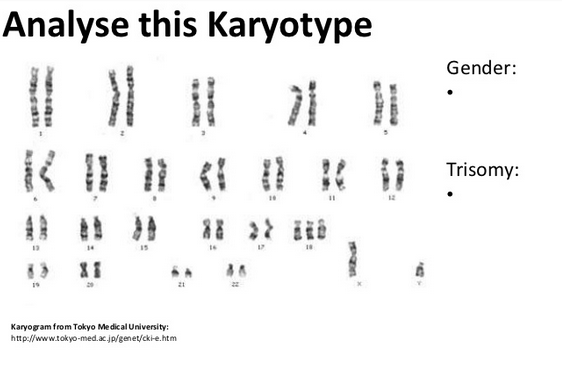 Analyse this Karyotype
Gender:
•
Trisomy:
•
1 2 3 4 5
6 7 8 9 10 11 12
13 14 15 16 17 18
19 20 21 22 X Y
Karyogram from Tokyo Medical University:
http://www.tokyo-med.ac.jp/genet/cki-e.htm